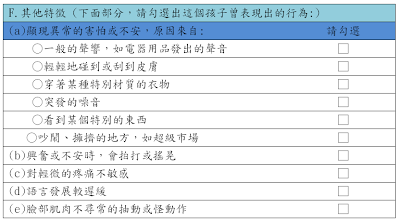 F.其他特徵(下面部分，請勾選出這個孩子曾表現出的行為:)
(a)顯現異常的害怕或不安，原因來自: 請勾選
○一般的聲響，如電器用品發出的聲音 □
○輕輕地碰到或刮到皮膚 □
○穿著某種特別材質的衣物 □
○突發的噪音 □
○看到某個特別的東西 □
○吵鬧、擁擠的地方，如超級市場 □
(b)興奮或不安時，會拍打或搖晃 □
(c)對輕微的疼痛不敏感 □
(d)語言發展較遲緩 □
(e)臉部肌肉不尋常的抽動或怪動作 □